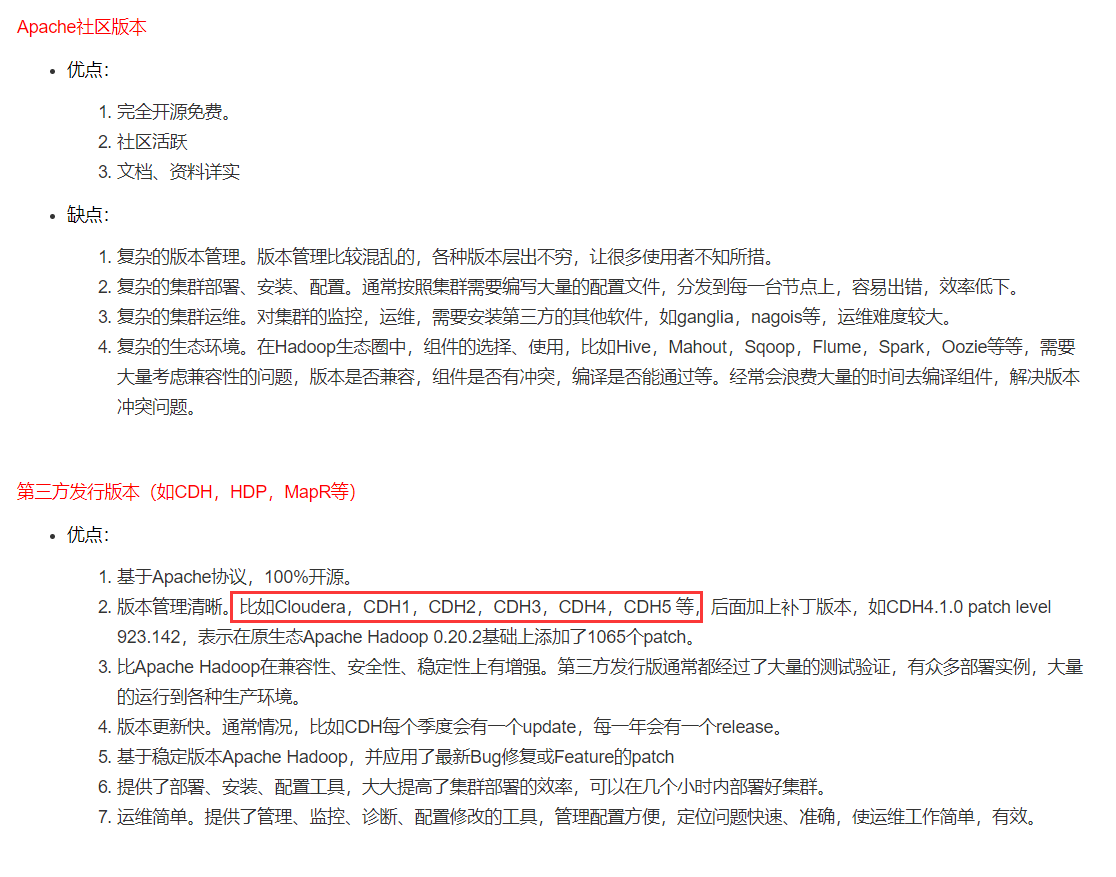 Apache社区版本
• 优点：
1. 完全开源免费。
2. 社区活跃
3. 文档、资料详实
• 缺点：
1. 复杂的版本管理。版本管理比较混乱的，各种版本层出不穷，让很多使用者不知所措。
2. 复杂的集群部署、安装、配置。通常按照集群需要编写大量的配置文件，分发到每一台节点上，容易出错，效率低下。
3. 复杂的集群运维。对集群的监控，运维，需要安装第三方的其他软件，如ganglia，nagois等，运维难度较大。
4. 复杂的生态环境。在Hadoop生态圈中，组件的选择、使用，比如Hive，Mahout，Sqoop，Flume，Spark，Oozie等等，需要
大量考虑兼容性的问题，版本是否兼容，组件是否有冲突，编译是否能通过等。经常会浪费大量的时间去编译组件，解决版本
冲突问题。
第三方发行版本（如CDH，HDP，MapR等）
• 优点：
1. 基于Apache协议，100%开源。
2. 版本管理清晰。比如Cloudera，CDH1，CDH2，CDH3，CDH4，CDH5 等，后面加上补丁版本，如CDH4.1.0 patch level
923.142，表示在原生态Apache Hadoop 0.20.2基础上添加了1065个patch。
3. 比Apache Hadoop在兼容性、安全性、稳定性上有增强。第三方发行版通常都经过了大量的测试验证，有众多部署实例，大量
的运行到各种生产环境。
4. 版本更新快。通常情况，比如CDH每个季度会有一个update，每一年会有一个release。
5. 基于稳定版本Apache Hadoop，并应用了最新Bug修复或Feature的patch
6. 提供了部署、安装、配置工具，大大提高了集群部署的效率，可以在几个小时内部署好集群。
7. 运维简单。提供了管理、监控、诊断、配置修改的工具，管理配置方便，定位问题快速、准确，使运维工作简单，有效。